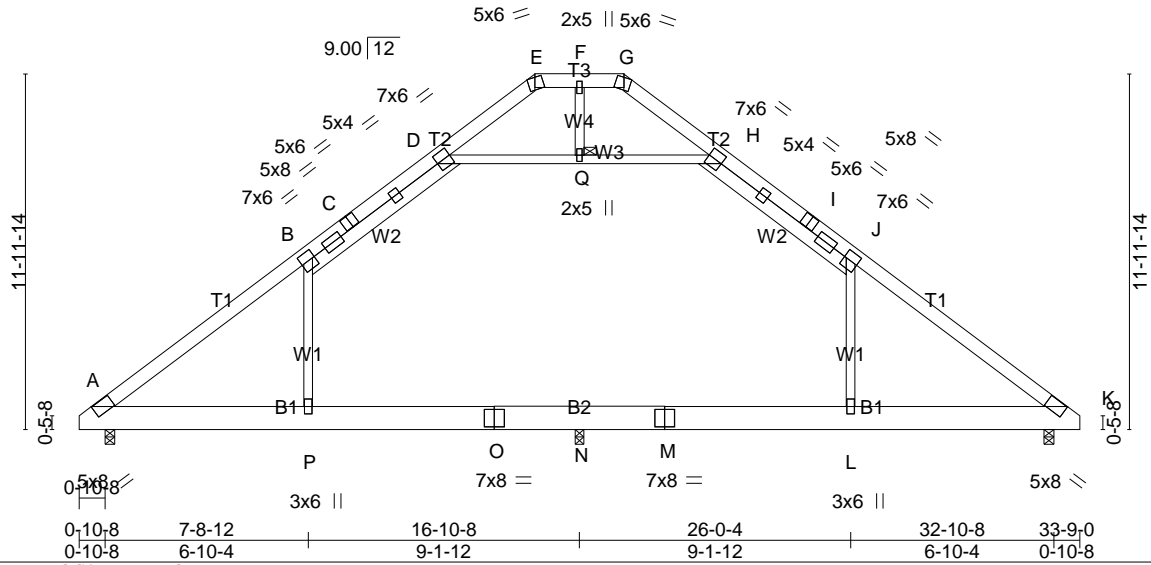 5x6
2x5
5x6
9.00 12
E
F
G
T3
7x6
W4
7x6
5x4
D
T2
T2
H
5x8
5x6
5x4
5x8
W3
5x6
7x6
C
Q
I
7x6
B
W2
2x5
W2
J
11-11-14
11-11-14
T1
T1
W1
W1
A
K
0-5-8
B1
B2
B1
0-5-8
P
O
N
M
L
5x8
7x8
7x8
5x8
0-10-8
3x6
3x6
0-10-8
7-8-12
16-10-8
26-0-4
32-10-8
33-9-0
0-10-8
6-10-4
9-1-12
9-1-12
6-10-4
0-10-8